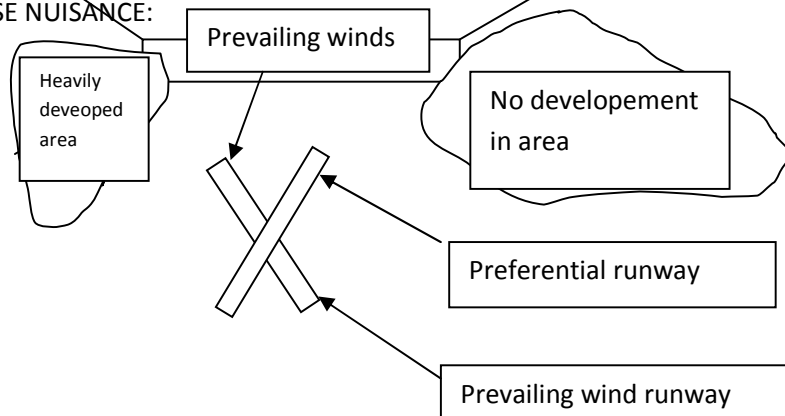 SE NUISANCE:
Prevailing winds
Heavily
deveoped
area
No developement
in area
Preferential runway
Prevailing wind runway